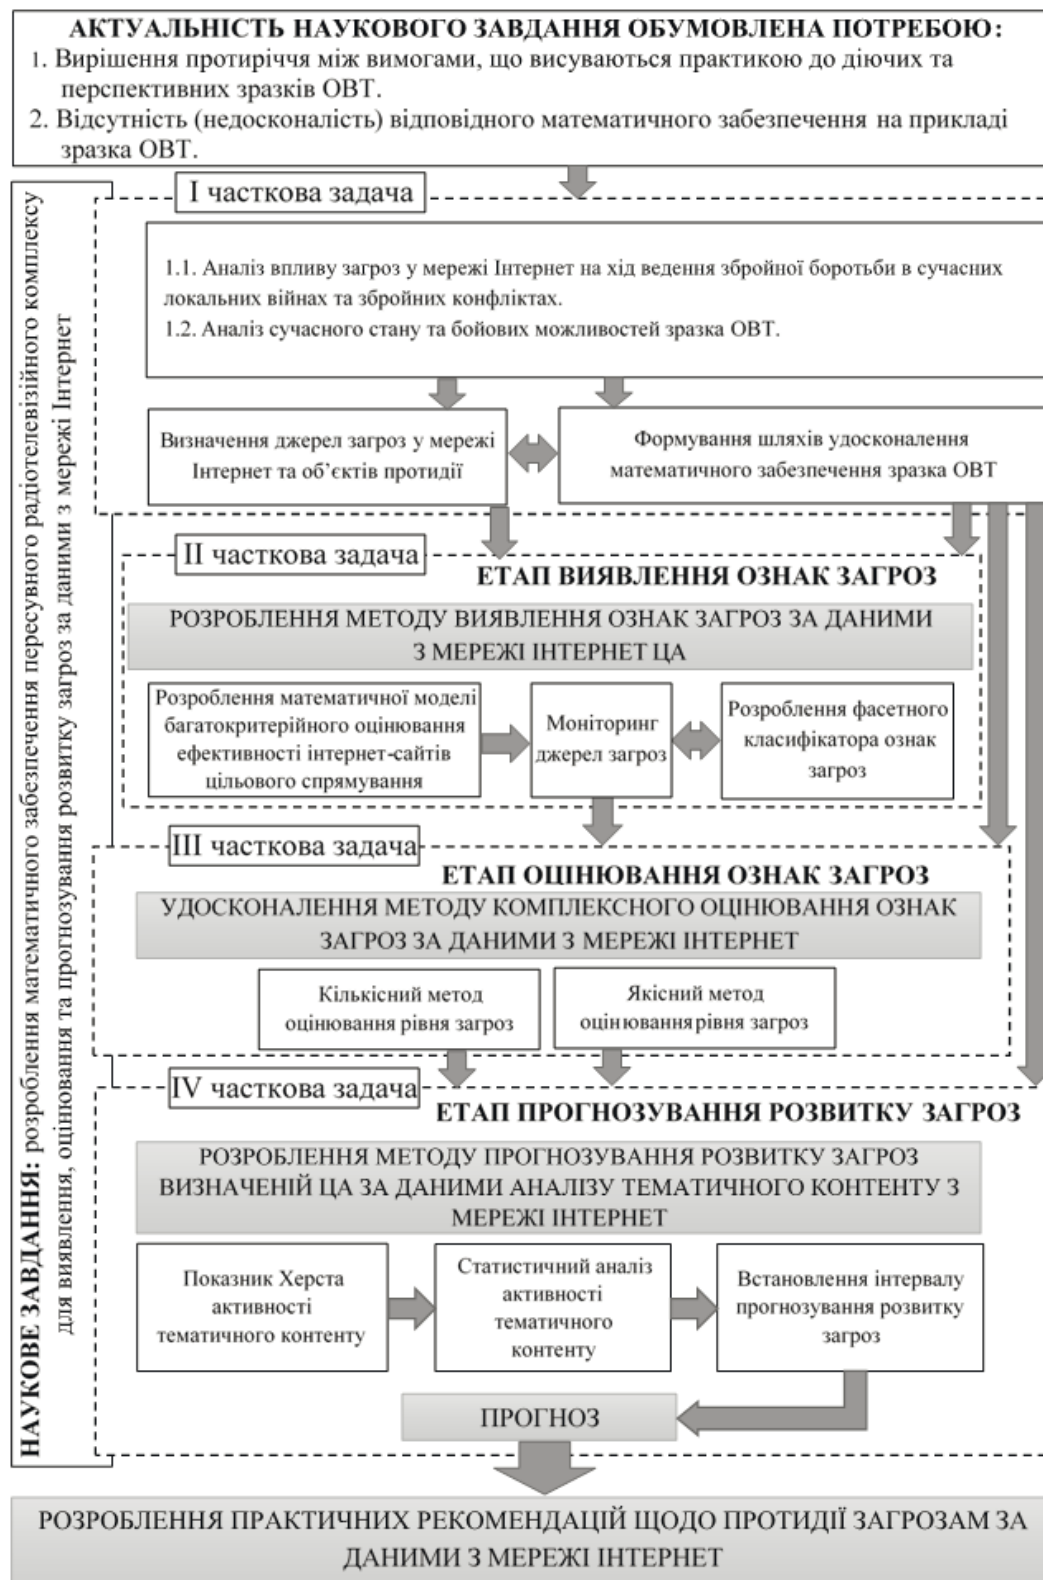 АКТУАЛЬНІСТЬ НАУКОВОГО ЗАВДАННЯ ОБУМОВЛЕНА ПОТРЕБОЮ:
1. Вирішення протиріччя між вимогами, що висуваються практикою до діючих та
перспективних зразків ОВТ.
2. Відсутність (недосконалість) відповідного математичного забезпечення на прикладі
зразка ОВТ.
НАУКОВЕ ЗАВДАННЯ: розроблення математичного забезпечення пересувного радіотелевізійного комплексу
для виявлення, оцінювання та прогнозування розвитку загроз за даними з мережі Інтернет
І часткова задача
1.1. Аналіз впливу загроз у мережі Інтернет на хід ведення збройної боротьби в сучасних
локальних війнах та збройних конфліктах.
1.2. Аналіз сучасного стану та бойових можливостей зразка ОВТ.
Визначення джерел загроз у мережі
Інтернет та об’єктів протидії
Формування шляхів удосконалення
математичного забезпечення зразка ОВТ
ІІ часткова задача
ЕТАП ВИЯВЛЕННЯ ОЗНАК ЗАГРОЗ
РОЗРОБЛЕННЯ МЕТОДУ ВИЯВЛЕННЯ ОЗНАК ЗАГРОЗ ЗА ДАНИМИ
З МЕРЕЖІ ІНТЕРНЕТ ЦА
Розроблення математичної моделі
багатокритерійного оцінювання
ефективності інтернет-сайтів
цільового спрямування
Моніторинг
джерел загроз
Розроблення фасетного
класифікатора ознак
загроз
ІІІ часткова задача
ЕТАП ОЦІНЮВАННЯ ОЗНАК ЗАГРОЗ
УДОСКОНАЛЕННЯ МЕТОДУ КОМПЛЕКСНОГО ОЦІНЮВАННЯ ОЗНАК
ЗАГРОЗ ЗА ДАНИМИ З МЕРЕЖІ ІНТЕРНЕТ
Кількісний метод
оцінювання рівня загроз
Якісний метод
оцінювання рівня загроз
IV часткова задача
ЕТАП ПРОГНОЗУВАННЯ РОЗВИТКУ ЗАГРОЗ
РОЗРОБЛЕННЯ МЕТОДУ ПРОГНОЗУВАННЯ РОЗВИТКУ ЗАГРОЗ
ВИЗНАЧЕНІЙ ЦА ЗА ДАНИМИ АНАЛІЗУ ТЕМАТИЧНОГО КОНТЕНТУ З
МЕРЕЖІ ІНТЕРНЕТ
Показник Херста
активності
тематичного контенту
Статистичний аналіз
активності
тематичного
контенту
Встановлення інтервалу
прогнозування розвитку
загроз
ПРОГНОЗ
РОЗРОБЛЕННЯ ПРАКТИЧНИХ РЕКОМЕНДАЦІЙ ЩОДО ПРОТИДІЇ ЗАГРОЗАМ ЗА
ДАНИМИ З МЕРЕЖІ ІНТЕРНЕТ